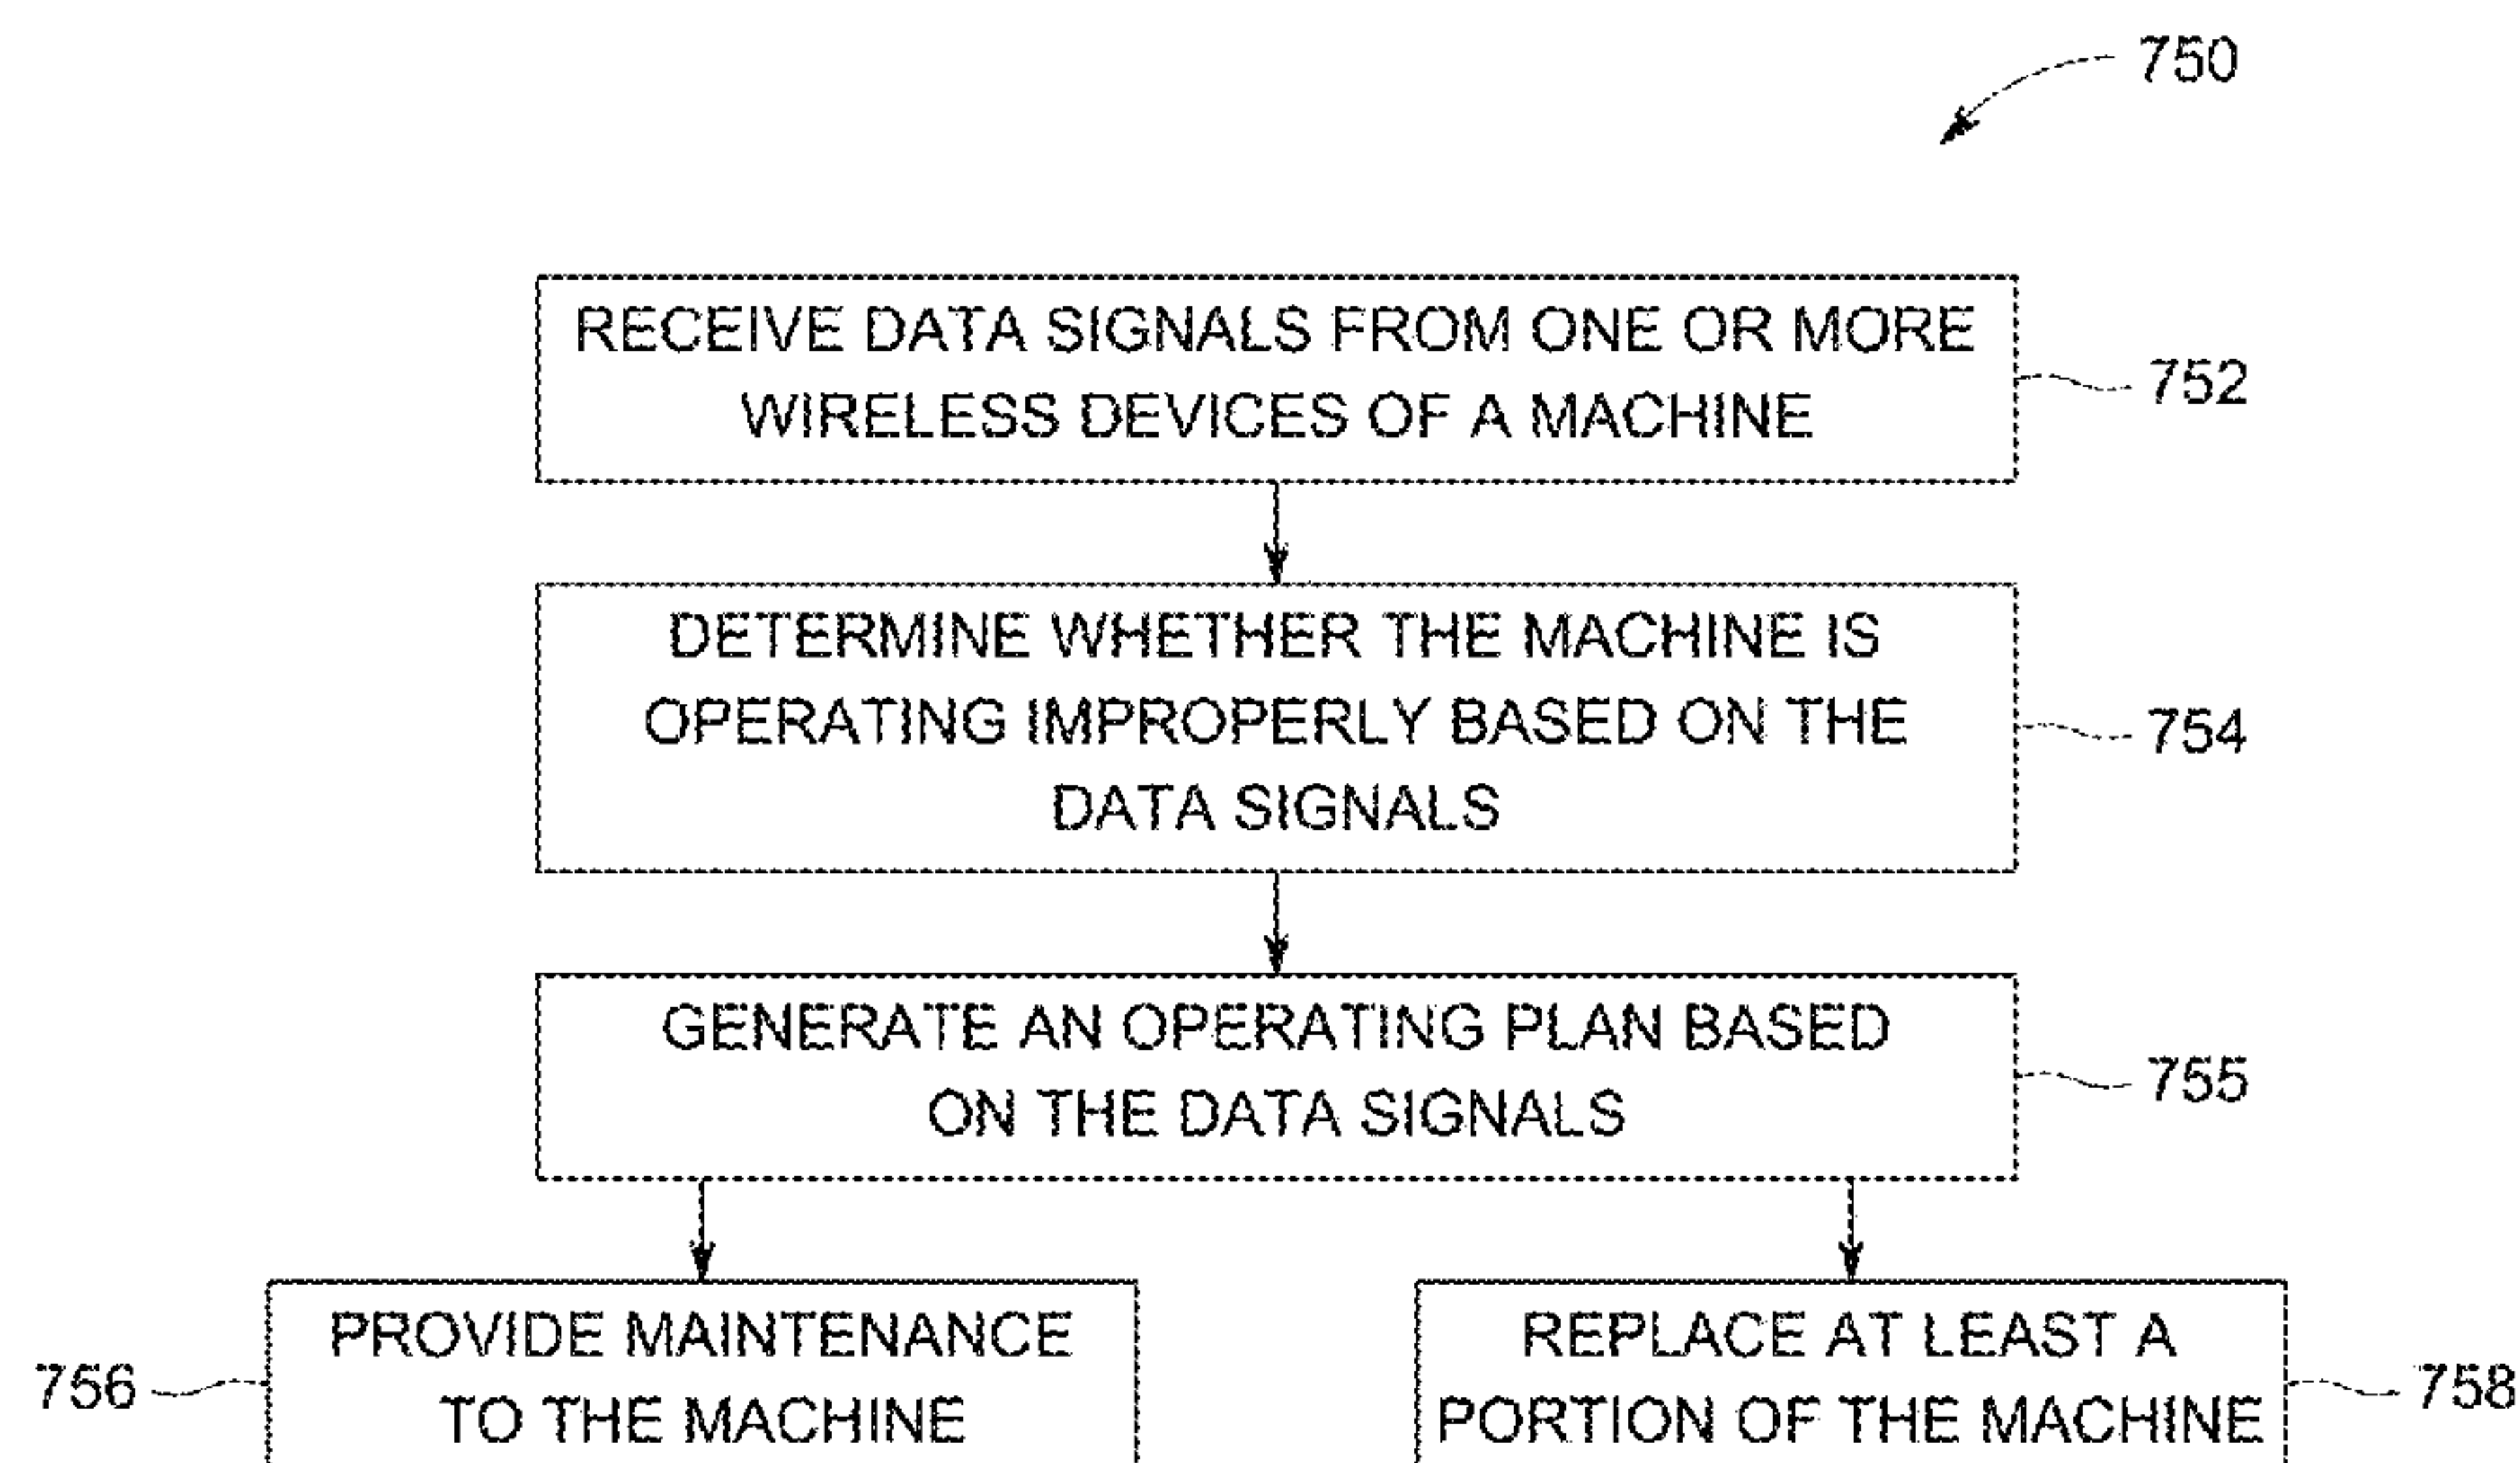 750
RECEIVE DATA SIGNALS FROM ONE OR MORE
WIRELESS DEVICES OF A MACHINE
752
DETERMINE WHETHER THE MACHINE IS
OPERATING IMPROPERLY BASED ON THE
DATA SIGNALS
754
GENERATE AN OPERATING PLAN BASED
ON THE DATA SIGNALS
755
756
PROVIDE MAINTENANCE
TO THE MACHINE
REPLACE AT LEAST A
PORTION OF THE MACHINE
758